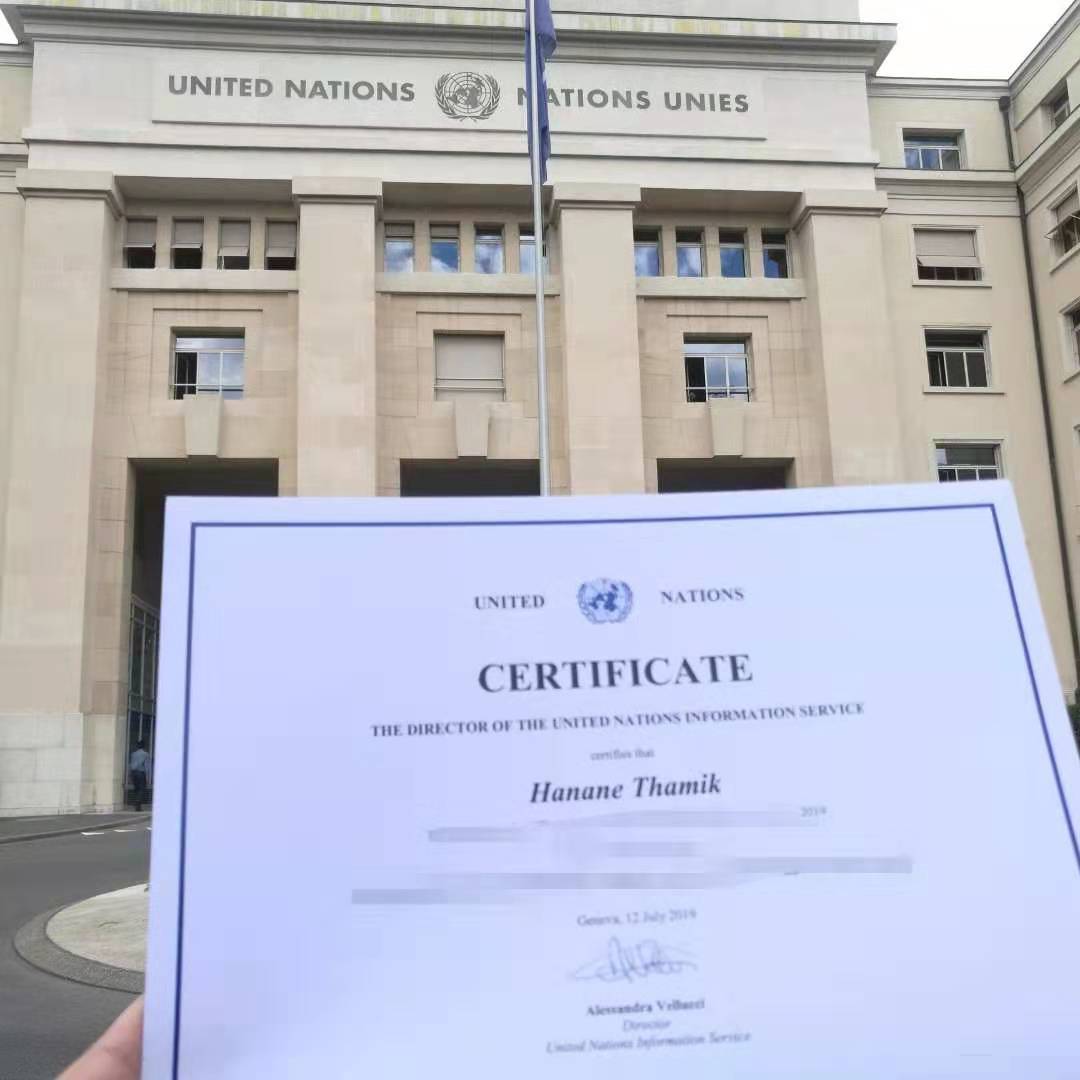 UNITED NATIONS NATIONS UNIES
UNITED NATIONS
CERTIFICATE
THE DIRECTOR OF THE UNITED NATIONS INFORMATION SERVICE
certifies that
Hanane Thamik
2019
Geneva, 12 July 2019
Alessandra Vellucci
Director
United Nations Information Service